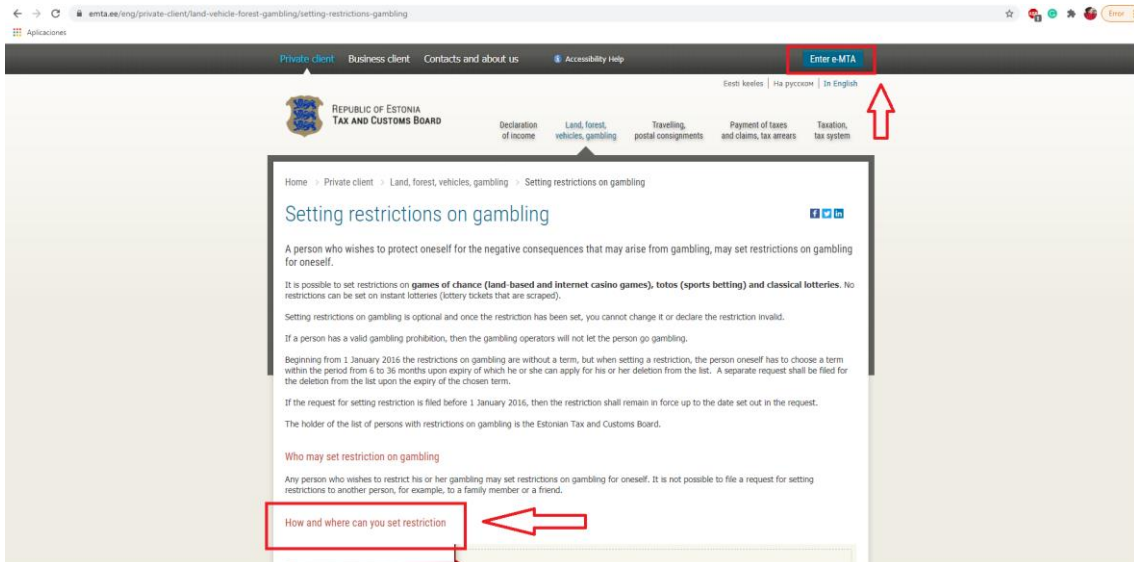 emta.ee/eng/private-client/land-vehicle-forest-gambling/setting-restrictions-gambling
Error
Aplicaciones
Private client Business client Contacts and about us Accessibility Help Enter e-MTA
Eesti keeles На русском In English
REPUBLIC OF ESTONIA
TAX AND CUSTOMS BOARD
Declaration of income
Land, forest, vehicles, gambling
Travelling, postal consignments
Payment of taxes and claims, tax arrears
Taxation, tax system
Home > Private client > Land, forest, vehicles, gambling > Setting restrictions on gambling
Setting restrictions on gambling
A person who wishes to protect oneself for the negative consequences that may arise from gambling, may set restrictions on gambling
for oneself.
It is possible to set restrictions on games of chance (land-based and internet casino games), totos (sports betting) and classical lotteries. No
restrictions can be set on instant lotteries (lottery tickets that are scraped).
Setting restrictions on gambling is optional and once the restriction has been set, you cannot change it or declare the restriction invalid.
If a person has a valid gambling prohibition, then the gambling operators will not let the person go gambling.
Beginning from 1 January 2016 the restrictions on gambling are without a term, but when setting a restriction, the person oneself has to choose a term
within the period from 6 to 36 months upon expiry of which he or she can apply for his or her deletion from the list. A separate request shall be filed for
the deletion from the list upon the expiry of the chosen term.
If the request for setting restriction is filed before 1 January 2016, then the restriction shall remain in force up to the date set out in the request.
The holder of the list of persons with restrictions on gambling is the Estonian Tax and Customs Board.
Who may set restriction on gambling
Any person who wishes to restrict his or her gambling may set restrictions on gambling for oneself. It is not possible to file a request for setting
restrictions to another person, for example, to a family member or a friend.
How and where can you set restriction